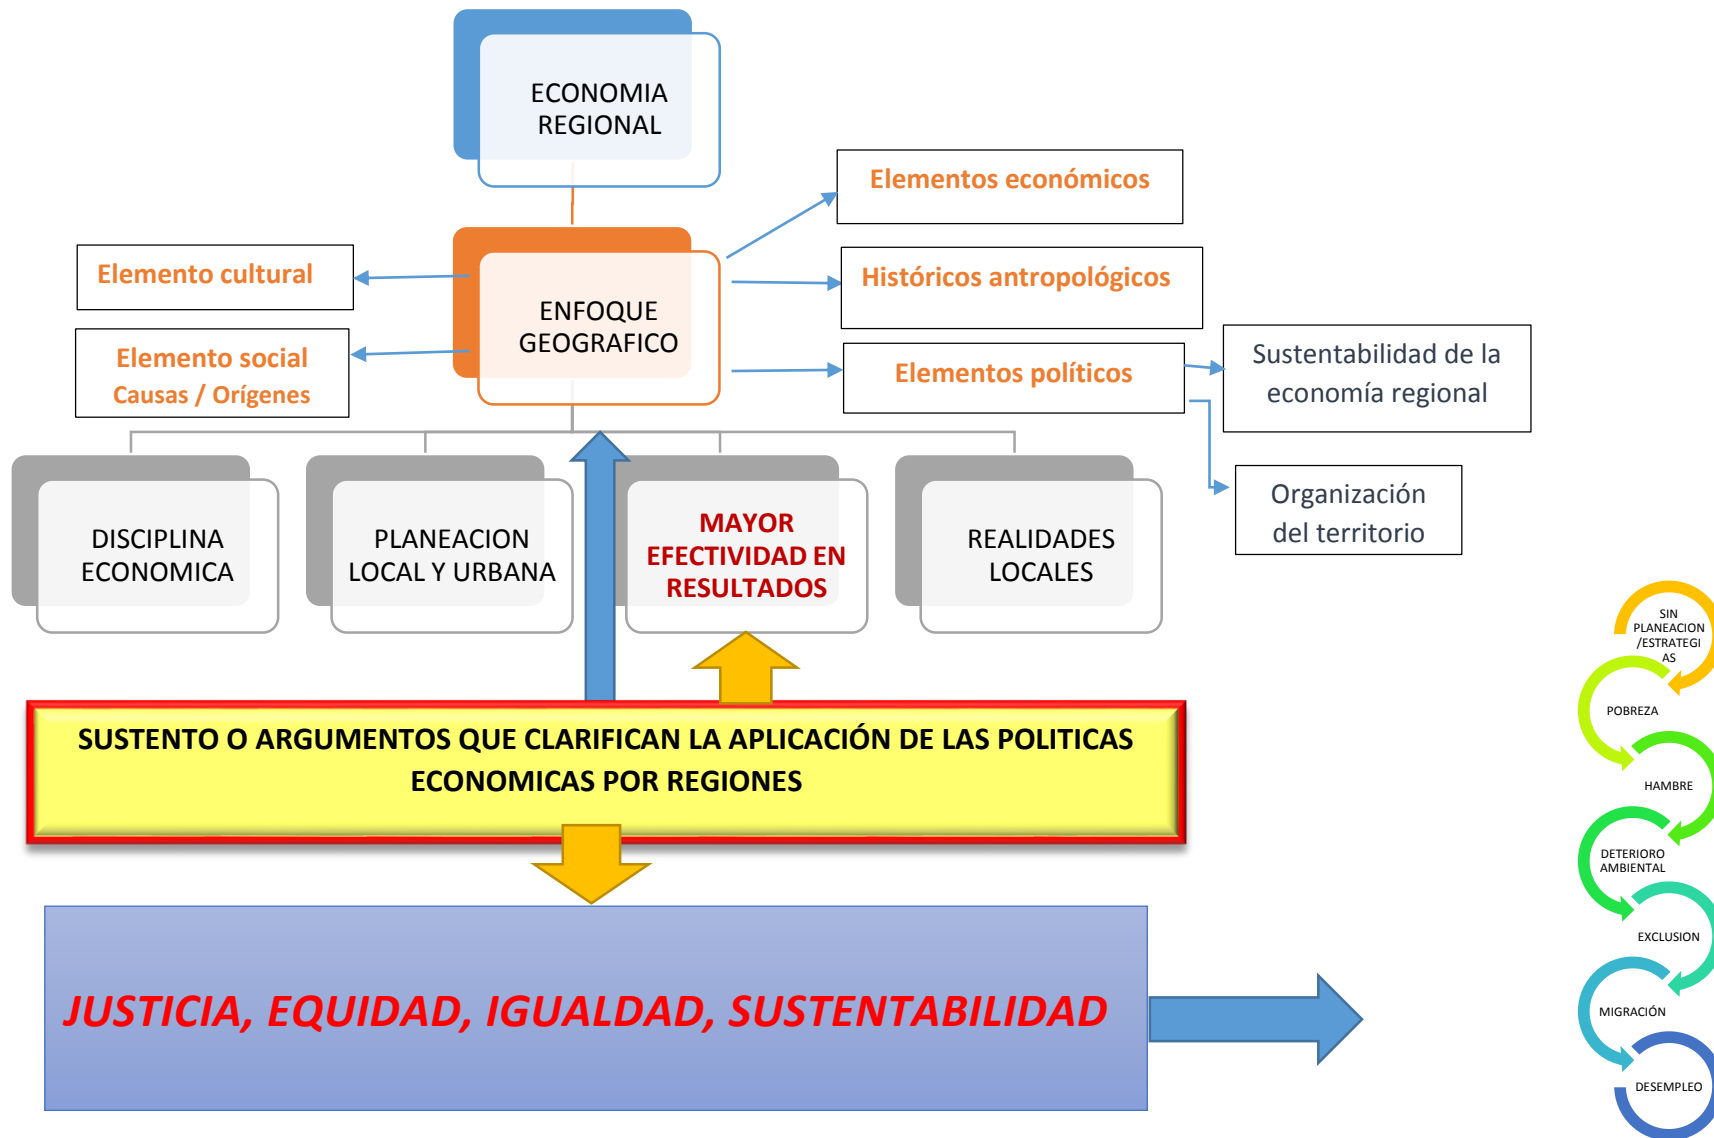 ECONOMIA
REGIONAL
Elementos económicos
Elemento cultural
Históricos antropológicos
ENFOQUE
GEOGRAFICO
Elemento social
Causas / Orígenes
Elementos políticos
Sustentabilidad de la
economía regional
Organización
del territorio
DISCIPLINA
ECONOMICA
PLANEACION
LOCAL Y URBANA
MAYOR
EFECTIVIDAD EN
RESULTADOS
REALIDADES
LOCALES
SUSTENTO O ARGUMENTOS QUE CLARIFICAN LA APLICACIÓN DE LAS POLITICAS
ECONOMICAS POR REGIONES
JUSTICIA, EQUIDAD, IGUALDAD, SUSTENTABILIDAD
SIN
PLANEACION
/ESTRATEGI
AS
POBREZA
HAMBRE
DETERIORO
AMBIENTAL
EXCLUSION
MIGRACIÓN
DESEMPLEO